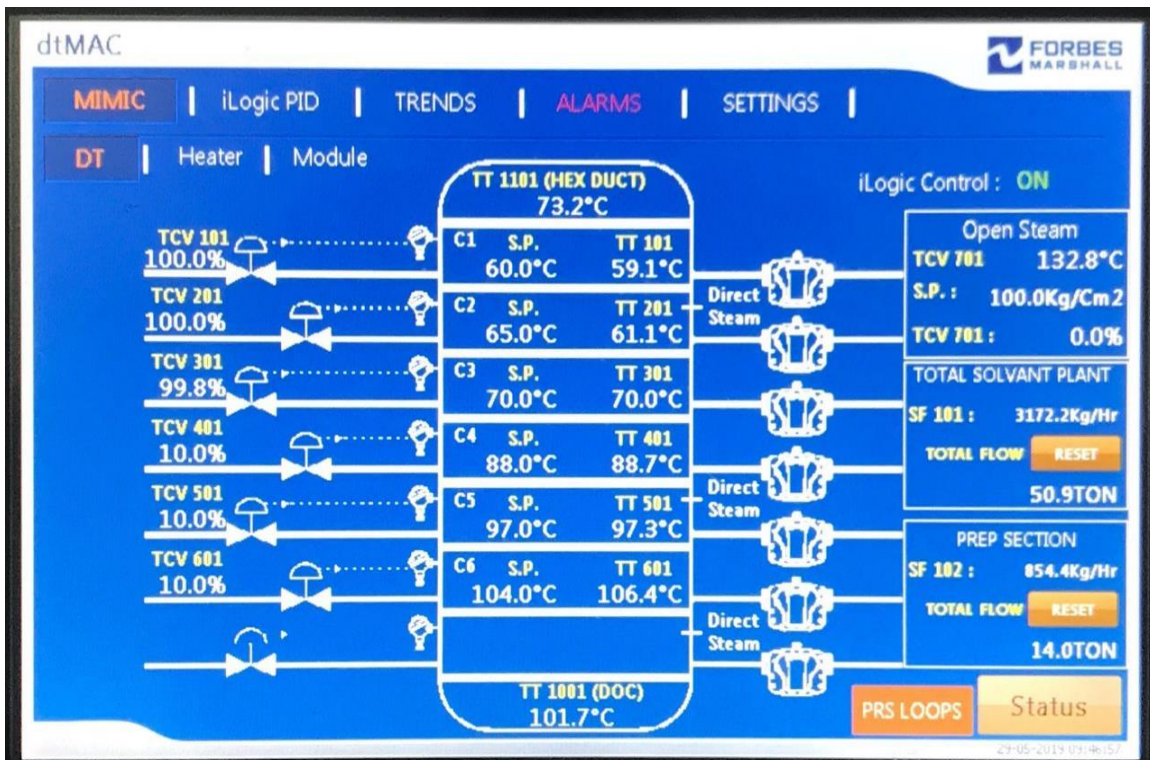 dtMAC
FORBES
MARSHALL
MIMIC | iLogic PID | TRENDS | ALARMS | SETTINGS |
DT | Heater | Module
iLogic Control : ON
TT 1101 (HEX DUCT)
73.2°C
TCV 101
100.0%
C1 S.P. TT 101
60.0°C 59.1°C
TCV 201
100.0%
C2 S.P. TT 201
65.0°C 61.1°C
Direct
Steam
TCV 301
99.8%
C3 S.P. TT 301
70.0°C 70.0°C
TCV 401
10.0%
C4 S.P. TT 401
88.0°C 88.7°C
TCV 501
10.0%
C5 S.P. TT 501
97.0°C 97.3°C
Direct
Steam
TCV 601
10.0%
C6 S.P. TT 601
104.0°C 106.4°C
Direct
Steam
TT 1001 (DOC)
101.7°C
Open Steam
TCV 701 132.8°C
S.P. : 100.0Kg/Cm2
TCV 701 : 0.0%
TOTAL SOLVANT PLANT
SF 101 : 3172.2Kg/Hr
TOTAL FLOW RESET
50.9TON
PREP SECTION
SF 102 : 854.4Kg/Hr
TOTAL FLOW RESET
14.0TON
PRS LOOPS
Status
29-05-2019 09:46:57